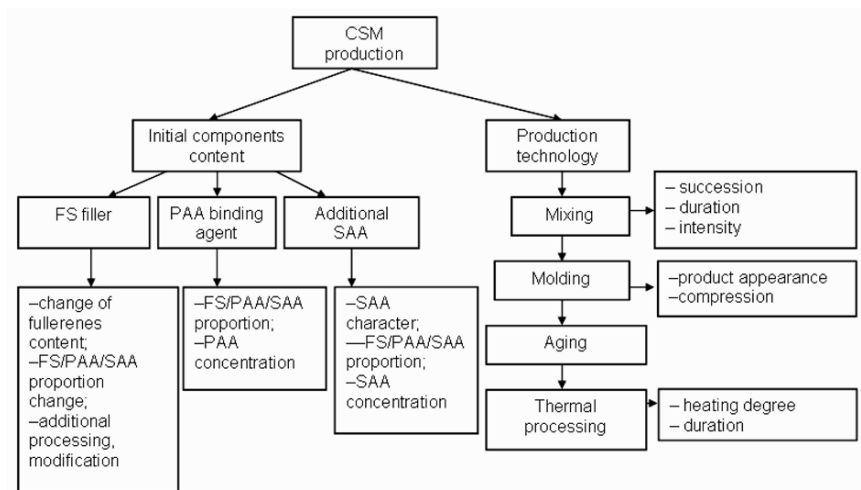 CSM
production
Initial components
content
Production
technology
FS filler
PAA binding
agent
Additional
SAA
Mixing
– succession
– duration
– intensity
Molding
–product appearance
–compression
–change of
fullerenes
content;
–FS/PAA/SAA
proportion
change;
–additional
processing,
modification
–FS/PAA/SAA
proportion;
–PAA
concentration
–SAA
character;
––FS/PAA/SAA
proportion;
–SAA
concentration
Aging
Thermal
processing
– heating degree
– duration